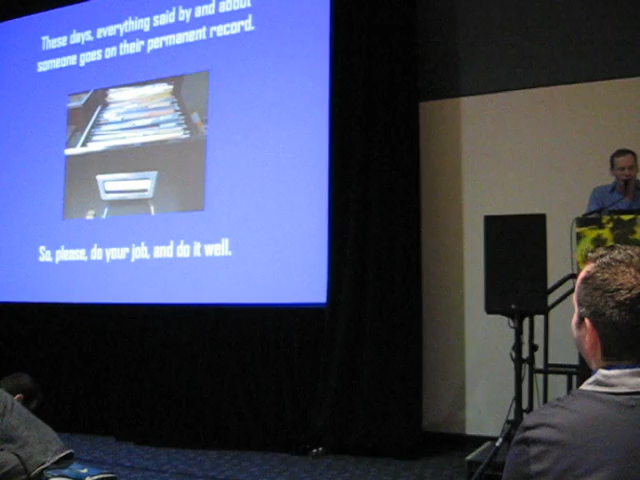 These days, everything said by and about
someone goes on their permanent record.
So, please, do your job, and do it well.